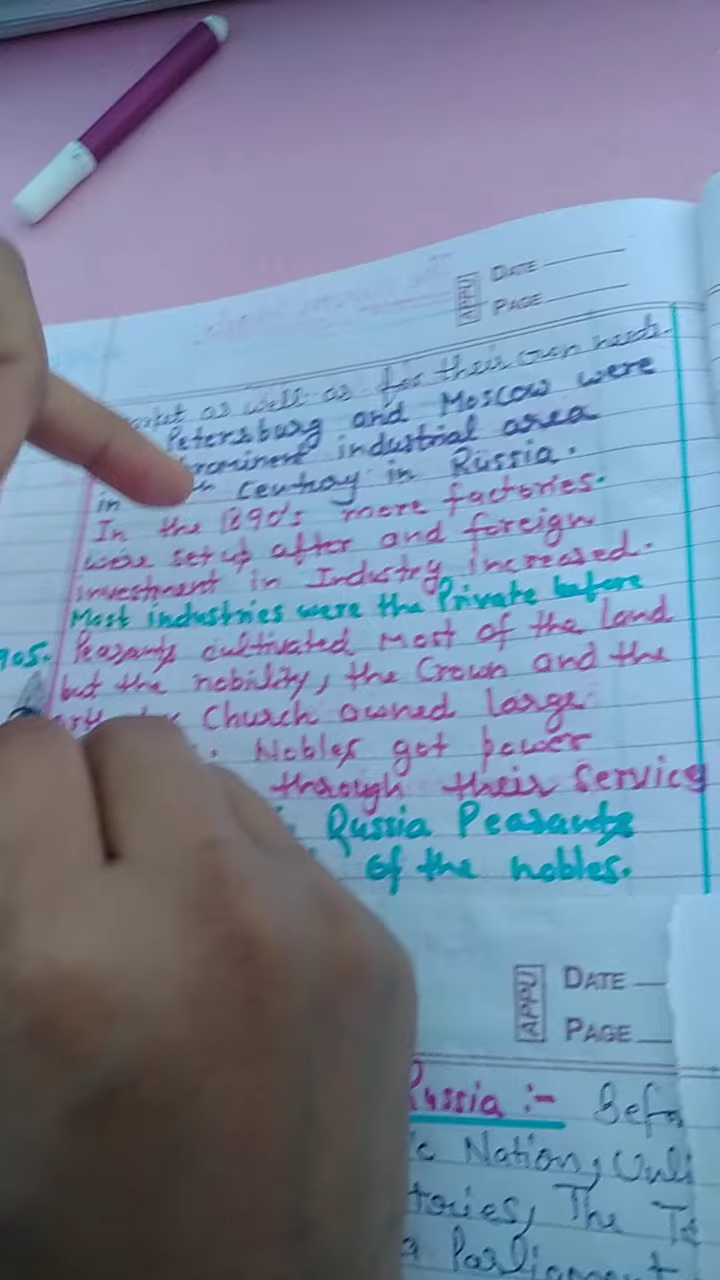 APPU
DATE
PAGE
as well as for their own needs.
Petersburg and Moscow were
prominent industrial area
in century in Russia.
In the 1890's more factories.
were set up after and foreign
investment in Industry increased.
Most industries were the Private before
905. Peasants cultivated most of the land
but the nobility, the Crown and the
Church owned large
Nobles got power
through their service
Russia Peasants
of the nobles.
APPU
DATE
PAGE
Russia :- Befo
Nation,
tories, The
a Parliament